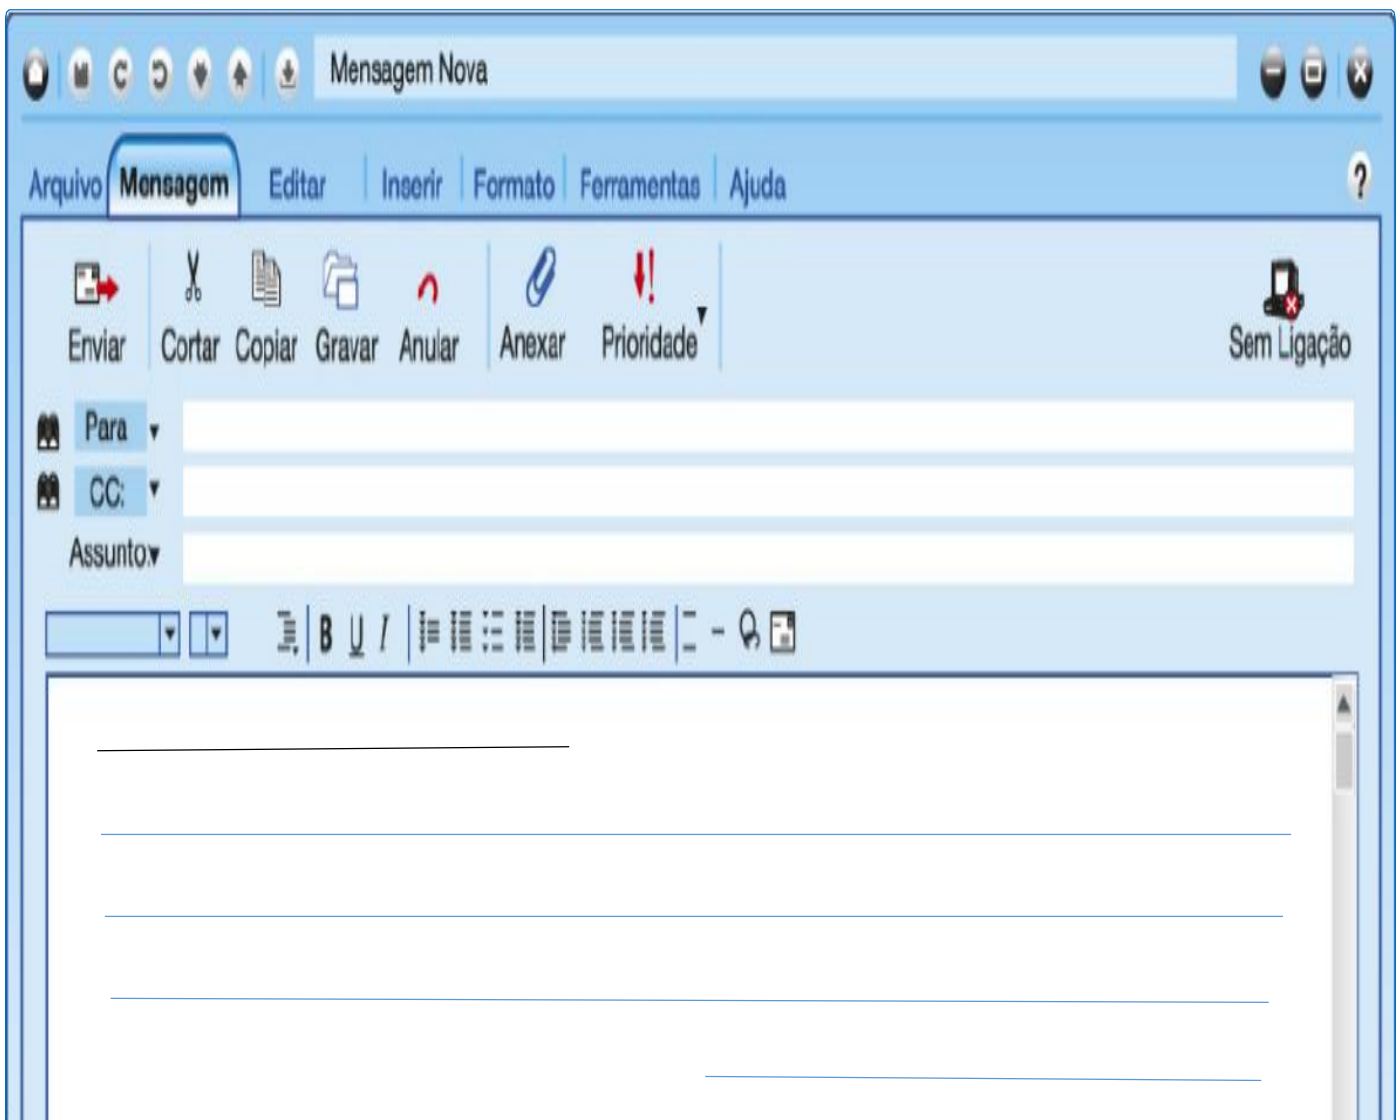 Mensagem Nova
Arquivo Mensagem Editar Inserir Formato Ferramentas Ajuda ?
Enviar Cortar Copiar Gravar Anular Anexar Prioridade Sem Ligação
Para
CC:
Assunto:
B U I